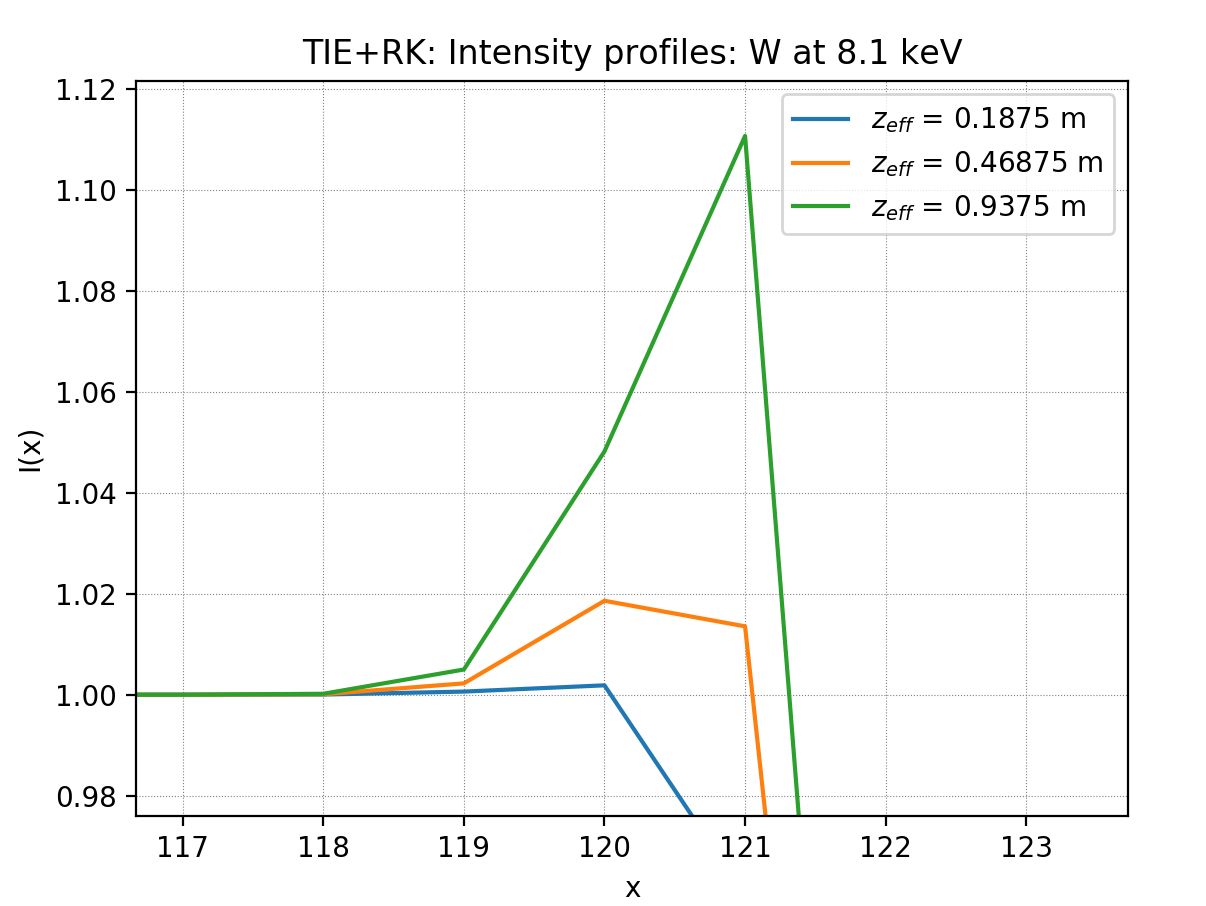 TIE+RK: Intensity profiles: W at 8.1 keV
z_eff = 0.1875 m
z_eff = 0.46875 m
z_eff = 0.9375 m
I(x)
1.12
1.10
1.08
1.06
1.04
1.02
1.00
0.98
117 118 119 120 121 122 123
x